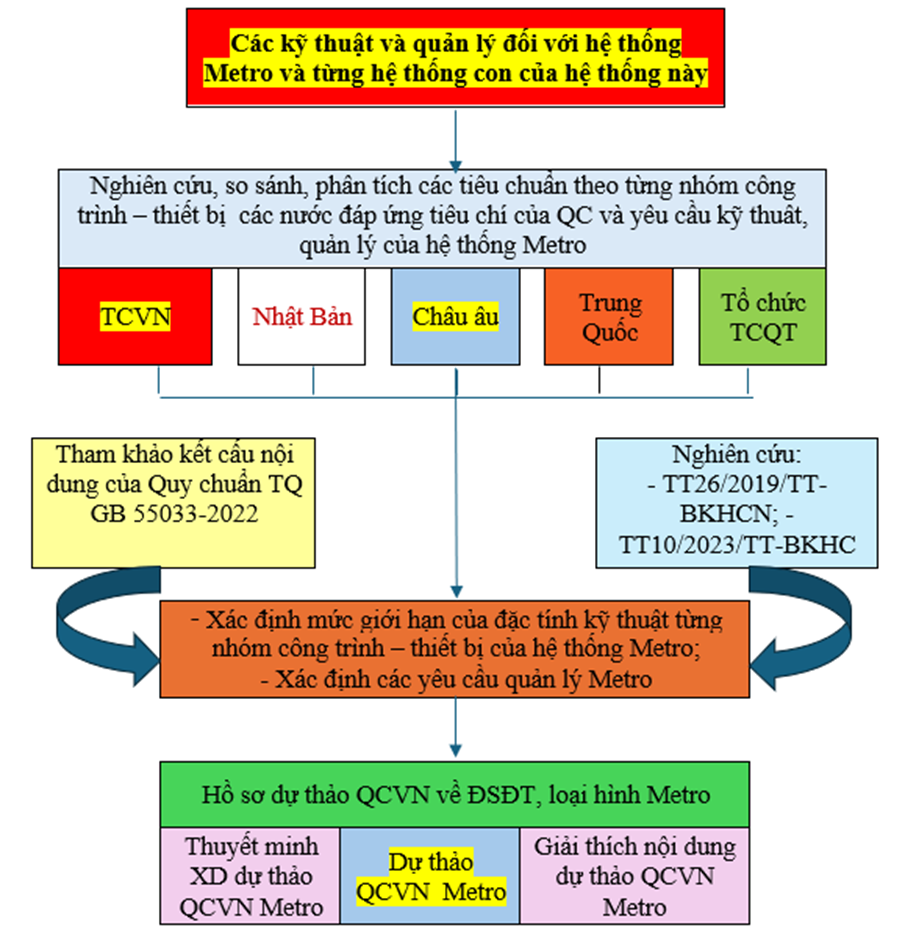 Các kỹ thuật và quản lý đối với hệ thống
Metro và từng hệ thống con của hệ thống này
Nghiên cứu, so sánh, phân tích các tiêu chuẩn theo từng nhóm công
trình – thiết bị các nước đáp ứng tiêu chí của QC và yêu cầu kỹ thuât,
quản lý của hệ thống Metro
TCVN
Nhật Bản
Châu âu
Trung
Quốc
Tổ chức
TCQT
Tham khảo kết cấu nội
dung của Quy chuẩn TQ
GB 55033-2022
Nghiên cứu:
- TT26/2019/TT-
BKHCN; -
TT10/2023/TT-BKHC
- Xác định mức giới hạn của đặc tính kỹ thuật từng
nhóm công trình – thiết bị của hệ thống Metro;
- Xác định các yêu cầu quản lý Metro
Hồ sơ dự thảo QCVN về ĐSĐT, loại hình Metro
Thuyết minh
XD dự thảo
QCVN Metro
Dự thảo
QCVN Metro
Giải thích nội dung
dự thảo QCVN
Metro